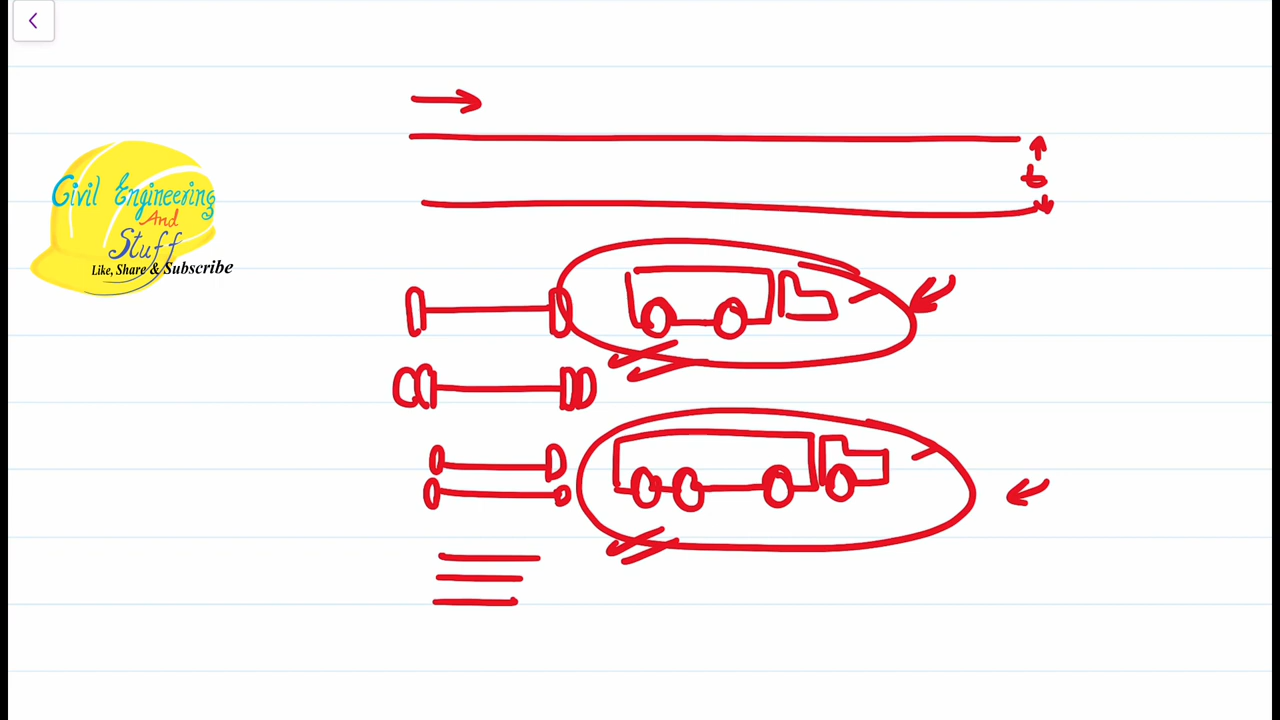 t
Civil Engineering
And
Stuff
Like, Share & Subscribe